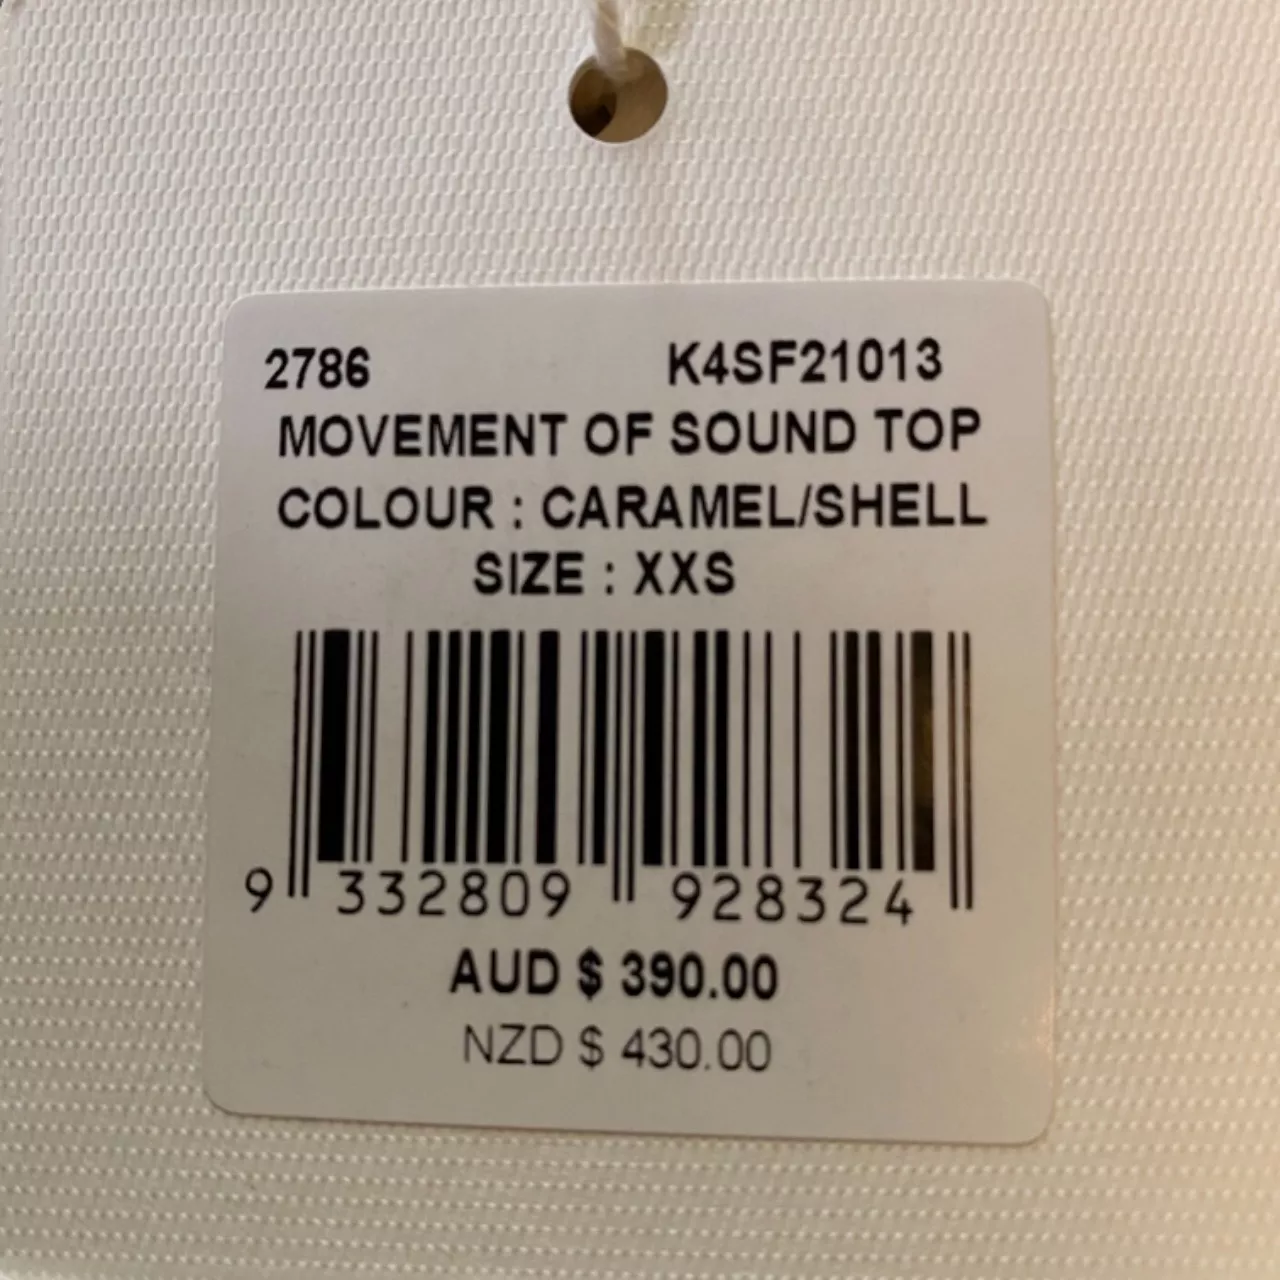 2786 K4SF21013
MOVEMENT OF SOUND TOP
COLOUR : CARAMEL/SHELL
SIZE : XXS
9 332809 928324
AUD $ 390.00
NZD $ 430.00